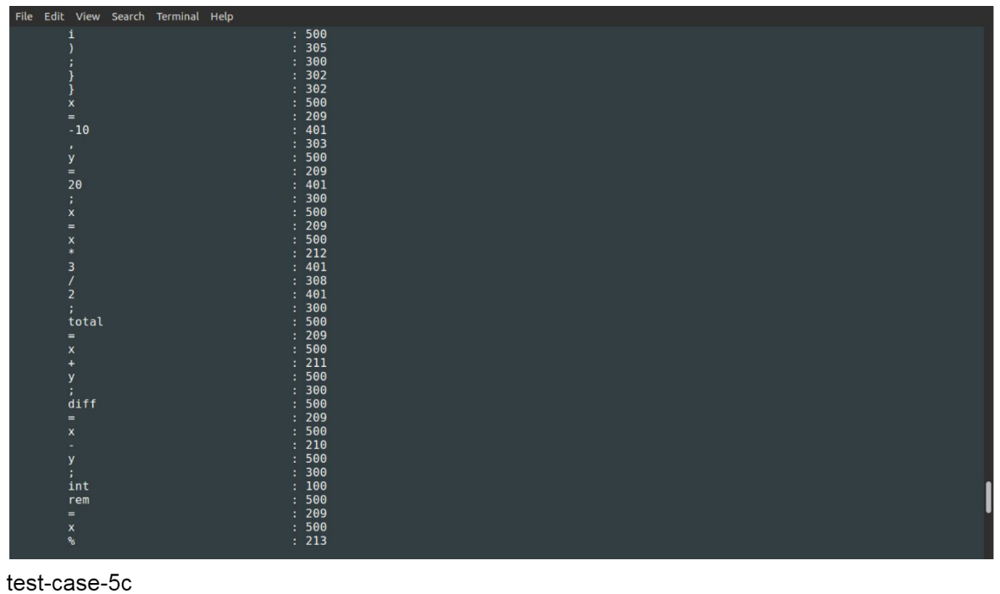 File Edit View Search Terminal Help
i : 500
) : 305
; : 300
} : 302
} : 302
x : 500
= : 209
-10 : 401
, : 303
y : 500
= : 209
20 : 401
; : 300
x : 500
= : 209
x : 500
* : 212
3 : 401
/ : 308
2 : 401
; : 300
total : 500
= : 209
x : 500
+ : 211
y : 500
; : 300
diff : 500
= : 209
x : 500
- : 210
y : 500
; : 300
int : 100
rem : 500
= : 209
x : 500
% : 213
test-case-5c